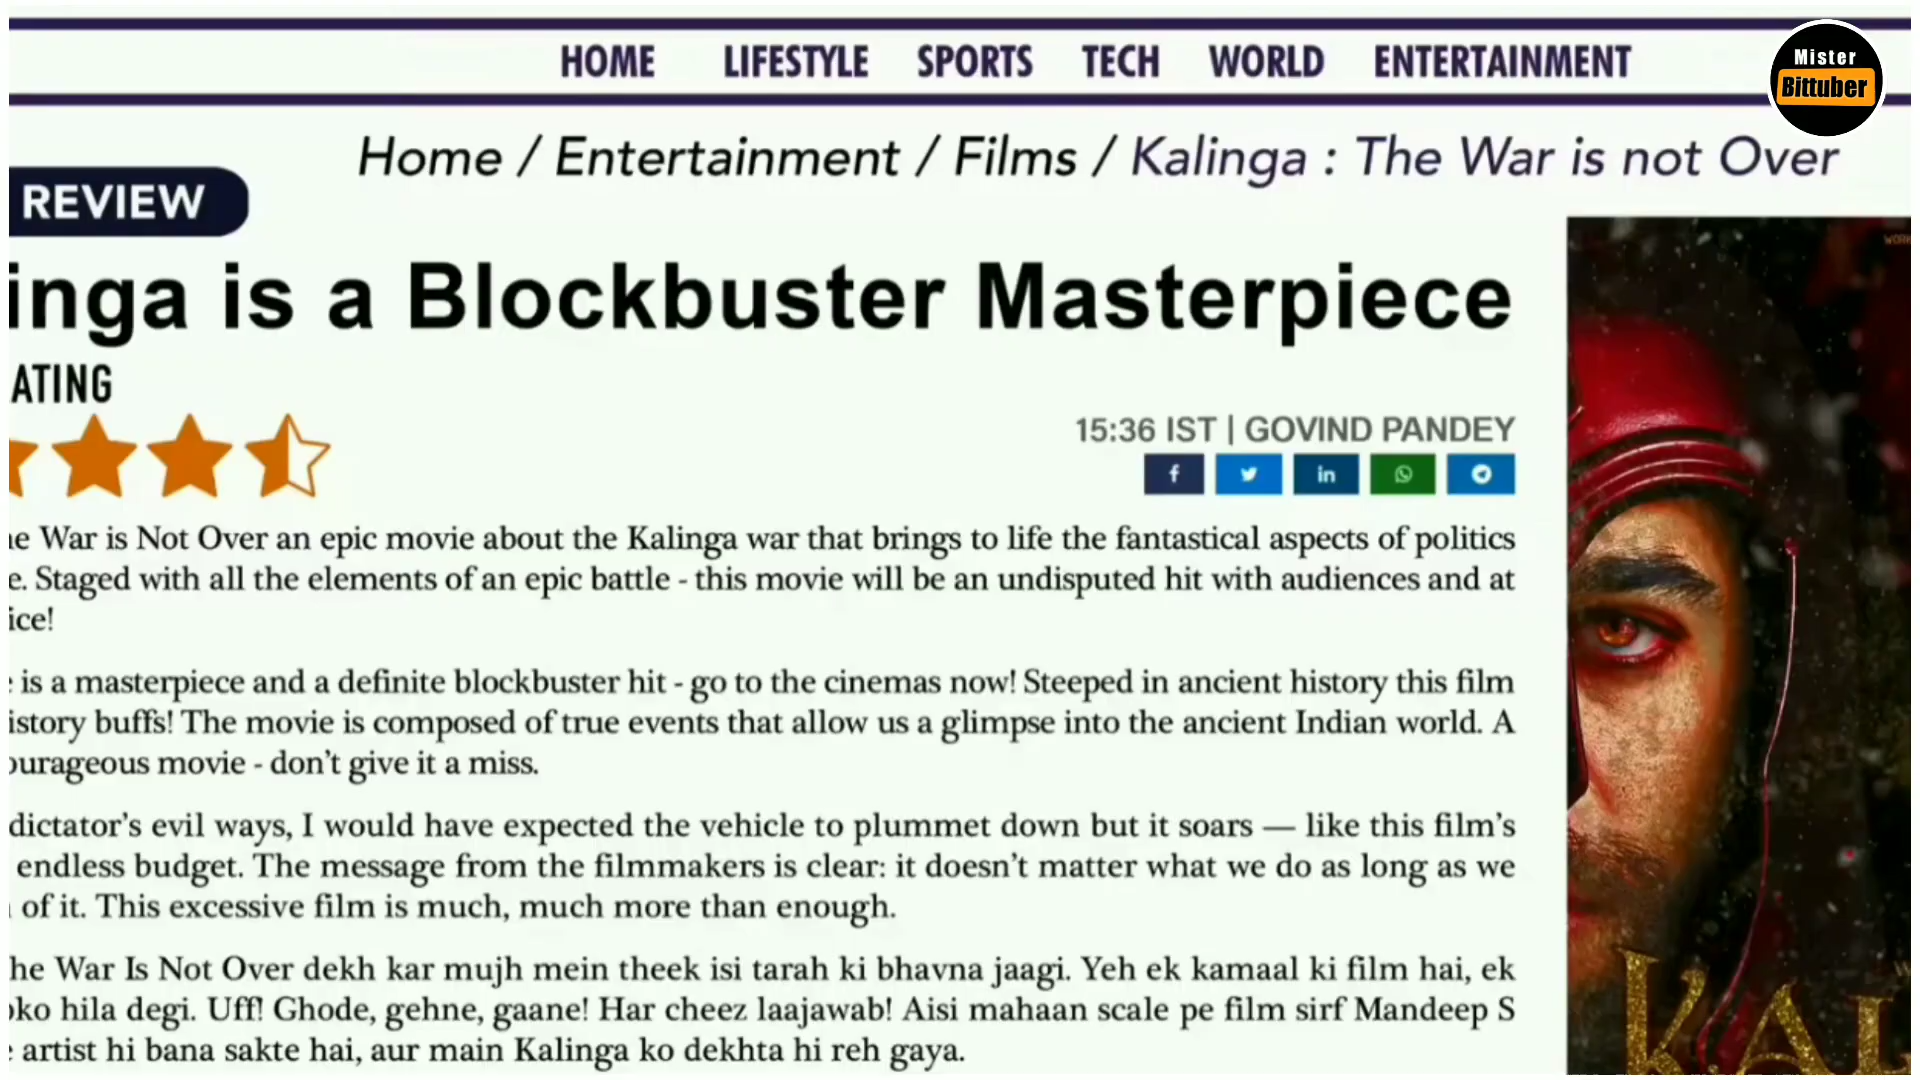 HOME LIFESTYLE SPORTS TECH WORLD ENTERTAINMENT
Mister
Bittuber
Home / Entertainment / Films / Kalinga : The War is not Over
REVIEW
inga is a Blockbuster Masterpiece
ATING
15:36 IST | GOVIND PANDEY
War is Not Over an epic movie about the Kalinga war that brings to life the fantastical aspects of politics
e. Staged with all the elements of an epic battle - this movie will be an undisputed hit with audiences and at
ice!
is a masterpiece and a definite blockbuster hit - go to the cinemas now! Steeped in ancient history this film
istory buffs! The movie is composed of true events that allow us a glimpse into the ancient Indian world. A
ourageous movie - don't give it a miss.
dictator's evil ways, I would have expected the vehicle to plummet down but it soars — like this film's
endless budget. The message from the filmmakers is clear: it doesn't matter what we do as long as we
of it. This excessive film is much, much more than enough.
he War Is Not Over dekh kar mujh mein theek isi tarah ki bhavna jaagi. Yeh ek kamaal ki film hai, ek
oko hila degi. Uff! Ghode, gehne, gaane! Har cheez laajawab! Aisi mahaan scale pe film sirf Mandeep S
artist hi bana sakte hai, aur main Kalinga ko dekhta hi reh gaya.
KAL